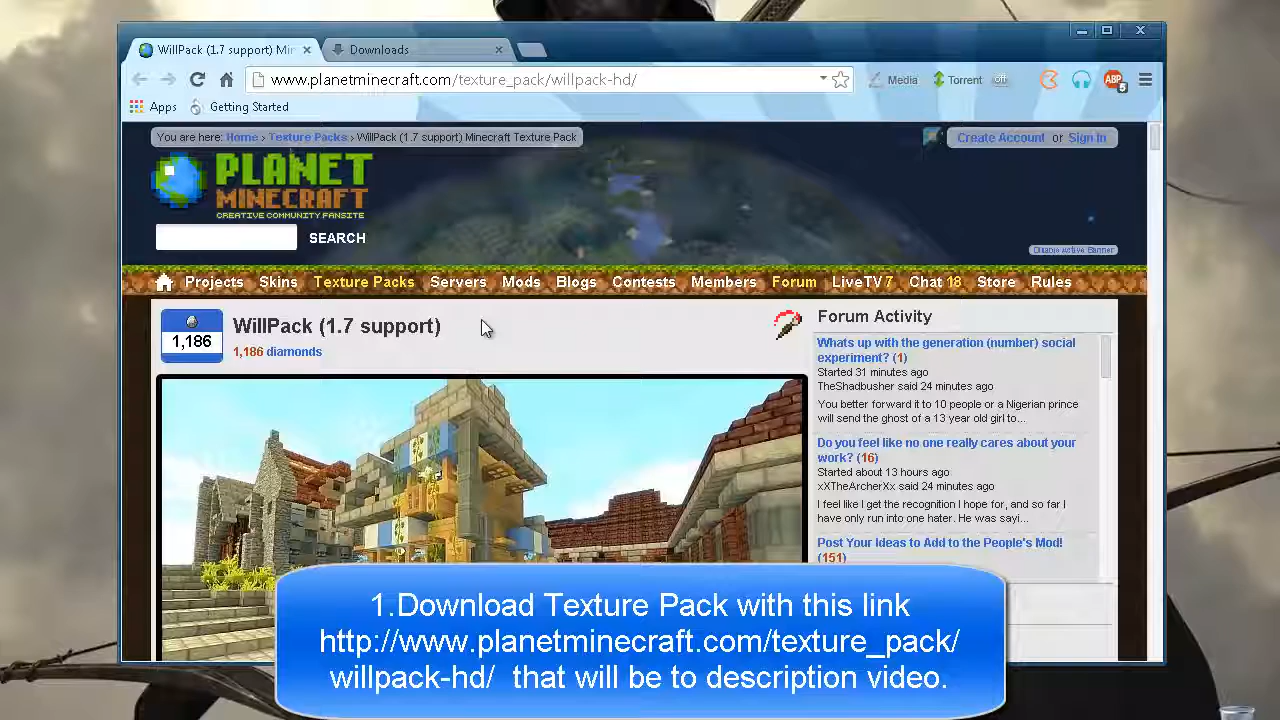 WillPack (1.7 support) Min
Downloads
www.planetminecraft.com/texture_pack/willpack-hd/
Media
Torrent
off
ABP
5
Apps
Getting Started
You are here: Home › Texture Packs › WillPack (1.7 support) Minecraft Texture Pack
Create Account or Sign In
PLANET
MINECRAFT
CREATIVE COMMUNITY FANSITE
SEARCH
Disable Active Banner
Projects
Skins
Texture Packs
Servers
Mods
Blogs
Contests
Members
Forum
LiveTV 7
Chat 18
Store
Rules
1,186
WillPack (1.7 support)
1,186 diamonds
Forum Activity
Whats up with the generation (number) social
experiment? (1)
Started 31 minutes ago
TheShadbusher said 24 minutes ago
You better forward it to 10 people or a Nigerian prince
will send the ghost of a 13 year old girl to...
Do you feel like no one really cares about your
work? (16)
Started about 13 hours ago
xXTheArcherXx said 24 minutes ago
I feel like I get the recognition I hope for, and so far I
have only run into one hater. He was sayi...
Post Your Ideas to Add to the People's Mod!
(151)
1.Download Texture Pack with this link
http://www.planetminecraft.com/texture_pack/
willpack-hd/ that will be to description video.